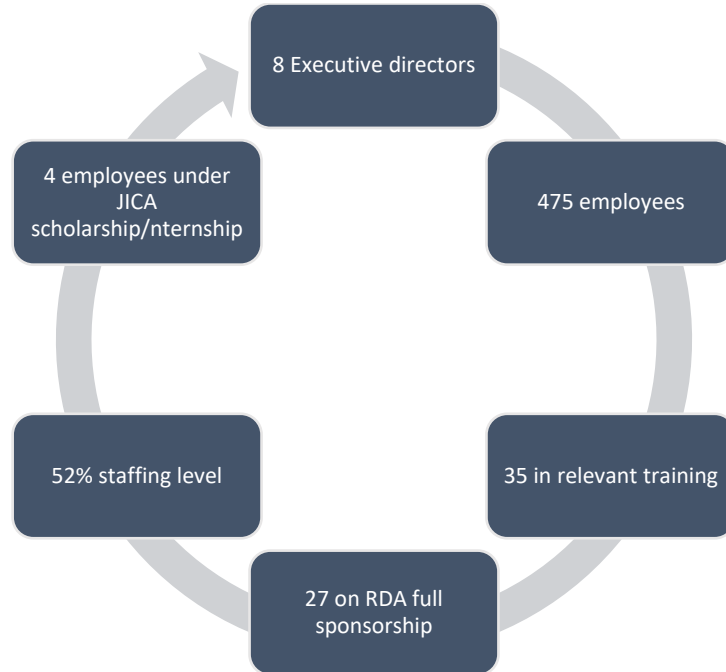 8 Executive directors
475 employees
35 in relevant training
27 on RDA full
sponsorship
52% staffing level
4 employees under
JICA
scholarship/nternship